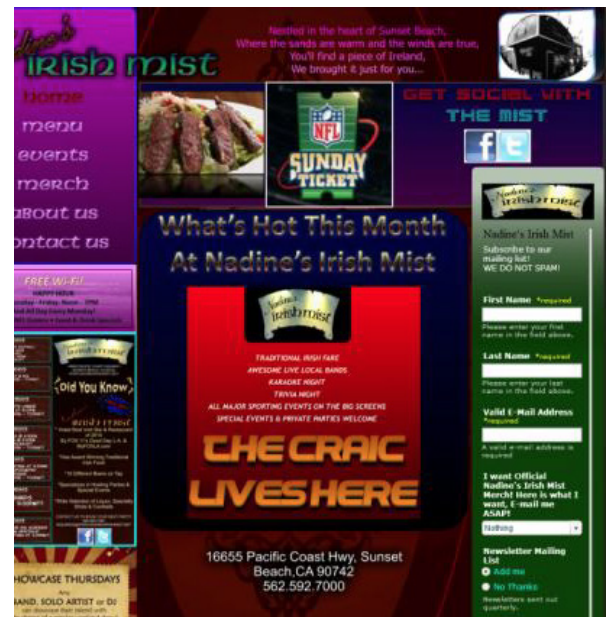 Nadine's
IRISH MIST
Nestled in the heart of Sunset Beach,
Where the sands are warm and the winds are true,
You'll find a piece of Ireland,
We brought it just for you...
home
menu
events
merch
about us
contact us
NFL
SUNDAY
TICKET
GET SOCIAL WITH
THE MIST
FREE WI-FI!
HAPPY HOUR
What's Hot This Month
At Nadine's Irish Mist
Nadine's
irish mist
TRADITIONAL IRISH FARE
AWESOME LIVE LOCAL BANDS
KARAOKE NIGHT
TRIVIA NIGHT
ALL MAJOR SPORTING EVENTS ON THE BIG SCREENS
SPECIAL EVENTS & PRIVATE PARTIES WELCOME
THE CRAIC
LIVES HERE
16655 Pacific Coast Hwy, Sunset
Beach,CA 90742
562.592.7000
Did You Know
SHOWCASE THURSDAYS
Any
BAND, SOLO ARTIST or DJ
Nadine's
irish mist
Nadine's Irish Mist
Subscribe to our
mailing list!
WE DO NOT SPAM!
First Name *required
Please enter your first
name in the field above.
Last Name *required
Please enter your last
name in the field above.
Valid E-Mail Address
*required
A valid e-mail address is
required
I want Official
Nadine's Irish Mist
Merch! Here is what I
want, E-mail me
ASAP!
Nothing
Newsletter Mailing
List
Add me
No Thanks
Newsletters sent out
quarterly.